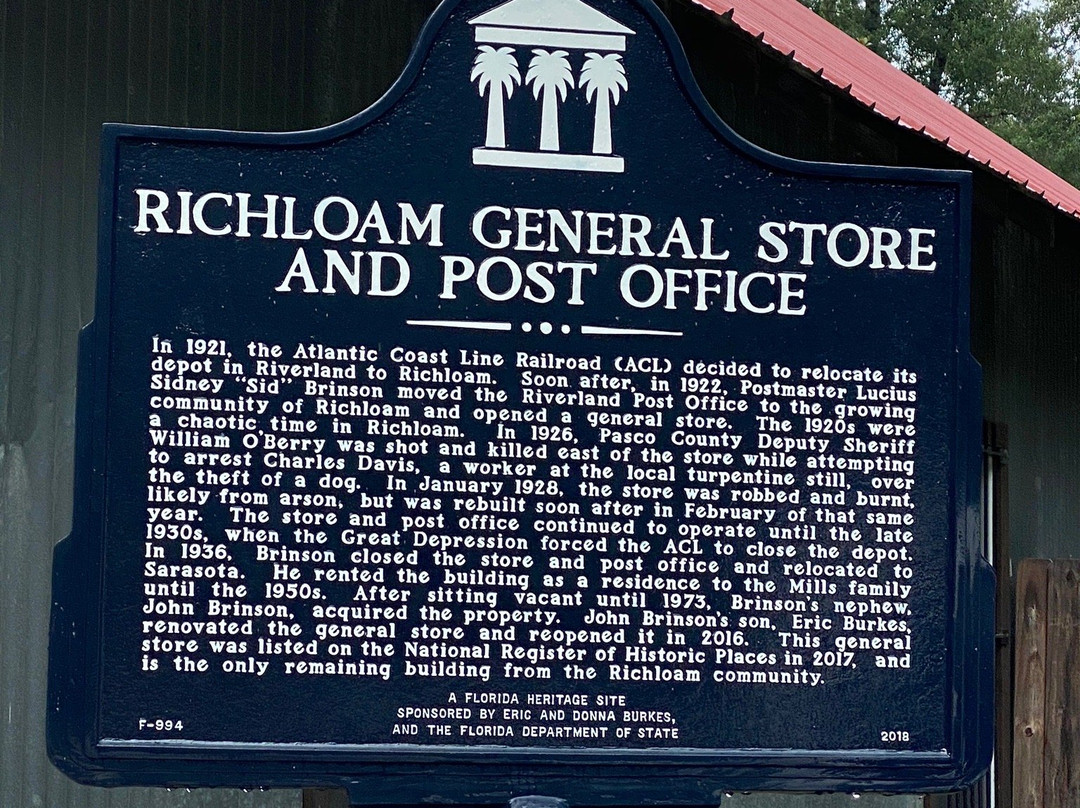 RICHLOAM GENERAL STORE
AND POST OFFICE
In 1921, the Atlantic Coast Line Railroad (ACL) decided to relocate its
depot in Riverland to Richloam. Soon after, in 1922, Postmaster Lucius
Sidney "Sid" Brinson moved the Riverland Post Office to the growing
community of Richloam and opened a general store. The 1920s were
a chaotic time in Richloam. In 1926, Pasco County Deputy Sheriff
William O'Berry was shot and killed east of the store while attempting
to arrest Charles Davis, a worker at the local turpentine still, over
the theft of a dog. In January 1928, the store was robbed and burnt,
likely from arson, but was rebuilt soon after in February of that same
year. The store and post office continued to operate until the late
1930s, when the Great Depression forced the ACL to close the depot.
In 1936, Brinson closed the store and post office and relocated to
Sarasota. He rented the building as a residence to the Mills family
until the 1950s. After sitting vacant until 1973, Brinson's nephew,
John Brinson, acquired the property. John Brinson's son, Eric Burkes,
renovated the general store and reopened it in 2016. This general
store was listed on the National Register of Historic Places in 2017, and
is the only remaining building from the Richloam community.
A FLORIDA HERITAGE SITE
SPONSORED BY ERIC AND DONNA BURKES,
AND THE FLORIDA DEPARTMENT OF STATE
F-994
2018